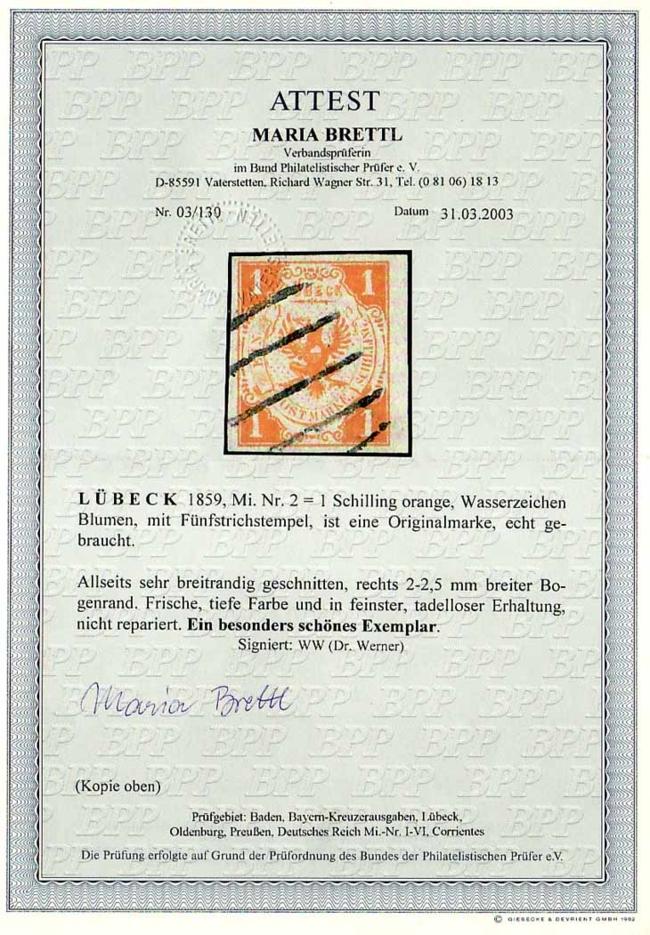 ATTEST
MARIA BRETTL
Verbandsprüferin
im Bund Philatelistischer Prüfer e. V.
D-85591 Vaterstetten, Richard Wagner Str. 31, Tel. (0 81 06) 18 13
Nr. 03/130 Datum 31.03.2003
1 1
LÜBECK
POSTMARKE
1 1
LÜBECK 1859, Mi. Nr. 2 = 1 Schilling orange, Wasserzeichen
Blumen, mit Fünfstrichstempel, ist eine Originalmarke, echt ge-
braucht.
Allseits sehr breitrandig geschnitten, rechts 2-2,5 mm breiter Bo-
genrand. Frische, tiefe Farbe und in feinster, tadelloser Erhaltung,
nicht repariert. Ein besonders schönes Exemplar.
Signiert: WW (Dr. Werner)
Maria Brettl
(Kopie oben)
Prüfgebiet: Baden, Bayern-Kreuzerausgaben, Lübeck,
Oldenburg, Preußen, Deutsches Reich Mi.-Nr. I-VI, Corrientes
Die Prüfung erfolgte auf Grund der Prüfordnung des Bundes der Philatelistischen Prüfer e.V.
© GIESECKE & DEVRIENT GMBH 1992